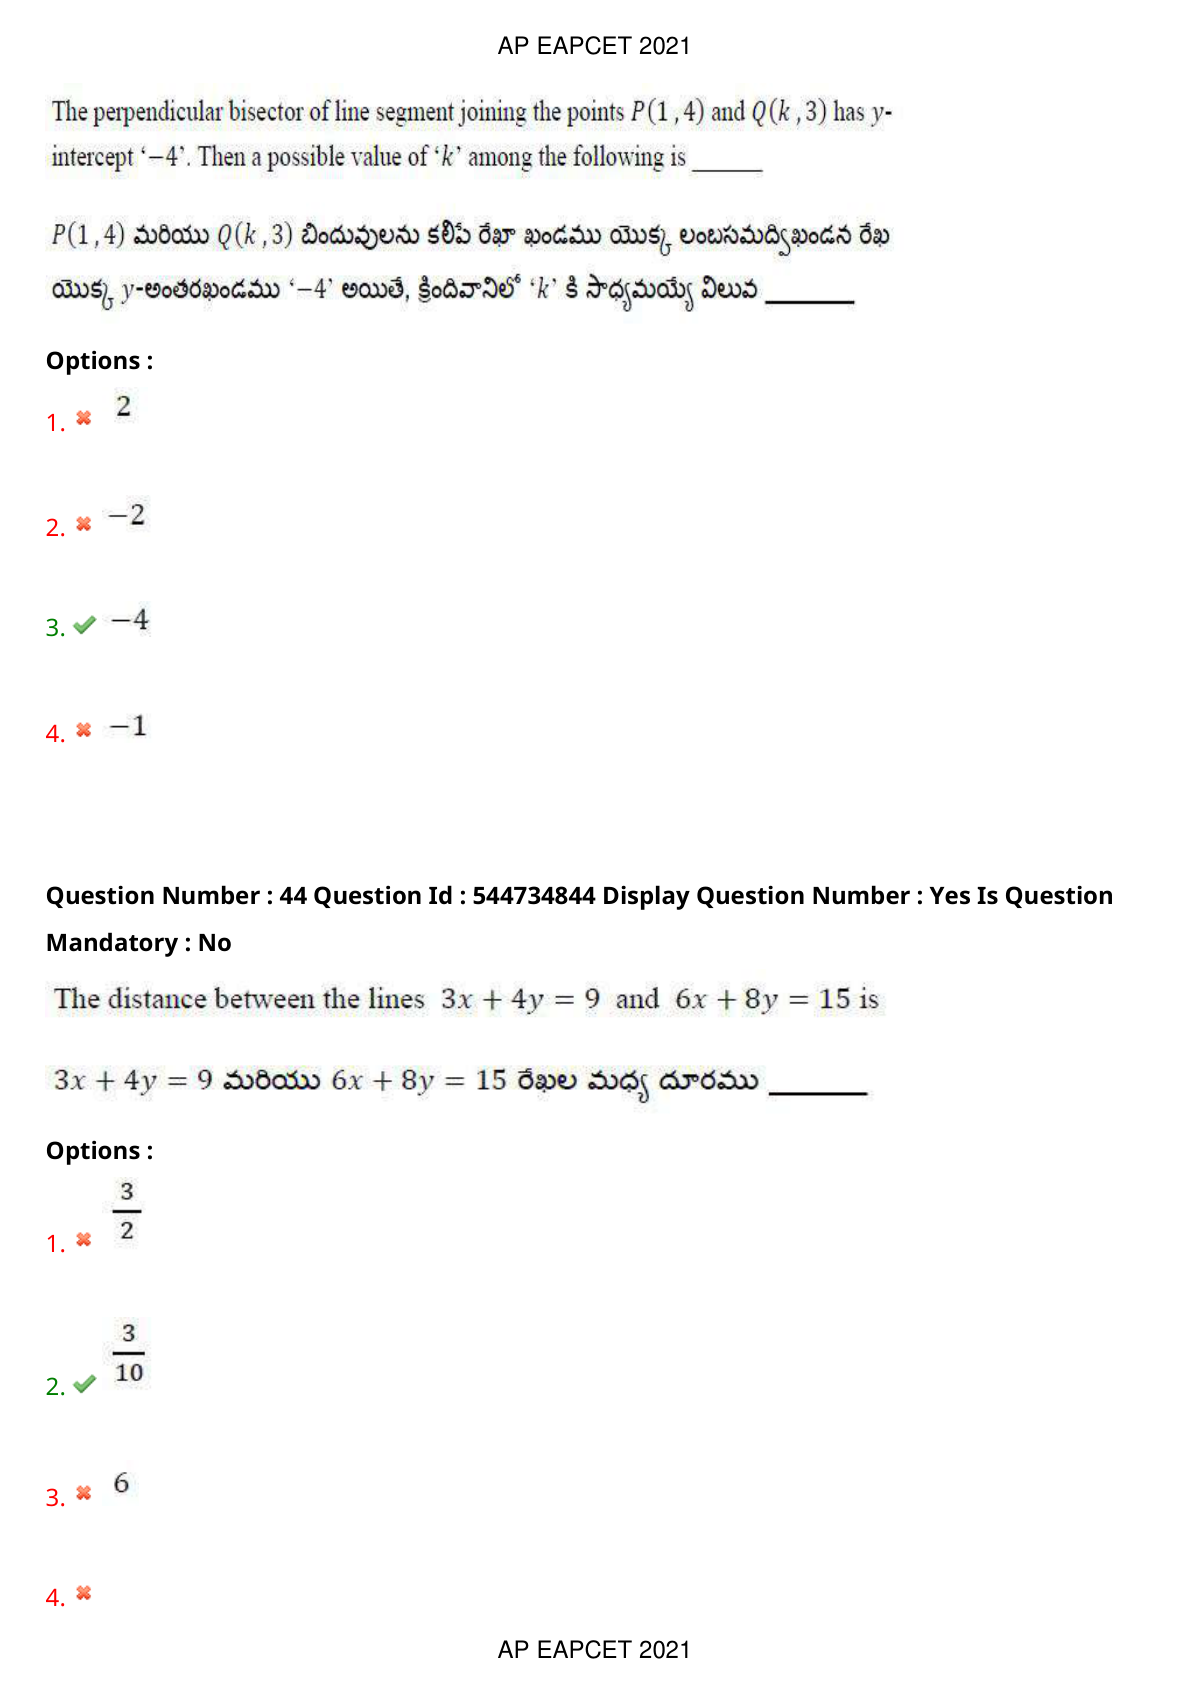 AP EAPCET 2021
The perpendicular bisector of line segment joining the points P(1 , 4) and Q(k , 3) has y-
intercept ‘−4’. Then a possible value of ‘k’ among the following is ______
P(1 , 4) మరియు Q(k , 3) బిందువులను కలిపే రేఖా ఖండము యొక్క లంబసమద్విఖండన రేఖ
యొక్క y-అంతరఖండము ‘−4’ అయితే, క్రిందివానిలో ‘k’ కి సాధ్యమయ్యే విలువ ______
Options :
1. 2
2. −2
3. −4
4. −1
Question Number : 44 Question Id : 544734844 Display Question Number : Yes Is Question
Mandatory : No
The distance between the lines 3x + 4y = 9 and 6x + 8y = 15 is
3x + 4y = 9 మరియు 6x + 8y = 15 రేఖల మధ్య దూరము ______
Options :
1. 3/2
2. 3/10
3. 6
4.
AP EAPCET 2021